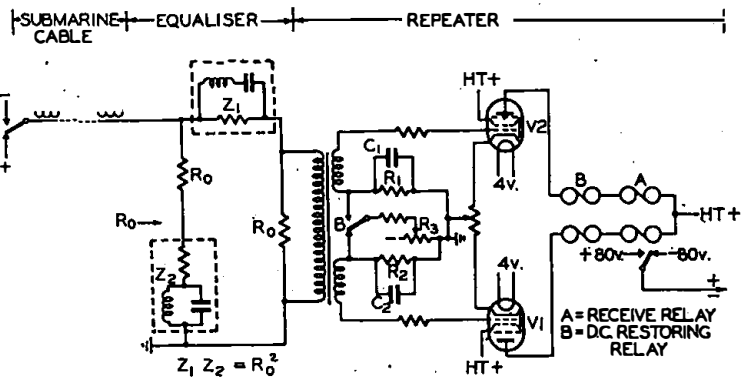 SUBMARINE CABLE
EQUALISER
REPEATER
HT+
Z₁
V2
C₁
R₀
R₁
4v.
B
A
R₀
R₀
B
R₃
HT+
+80v.
-80v.
Z₂
R₂
4v.
+
-
C₂
V1
A = RECEIVE RELAY
B = D.C. RESTORING
RELAY
Z₁ Z₂ = R₀²
HT+
-
+